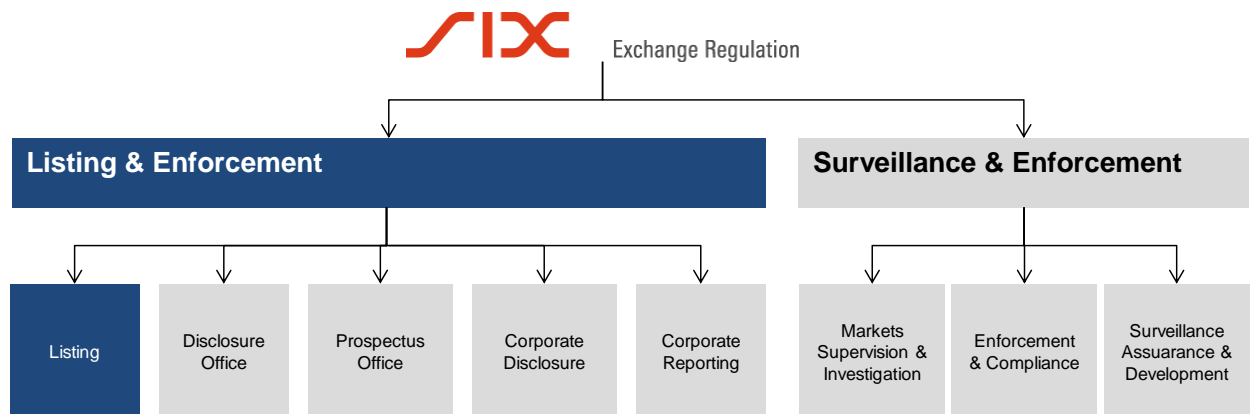 SIX Exchange Regulation
Listing & Enforcement
Surveillance & Enforcement
Listing
Disclosure
Office
Prospectus
Office
Corporate
Disclosure
Corporate
Reporting
Markets
Supervision &
Investigation
Enforcement
& Compliance
Surveillance
Assuarance &
Development